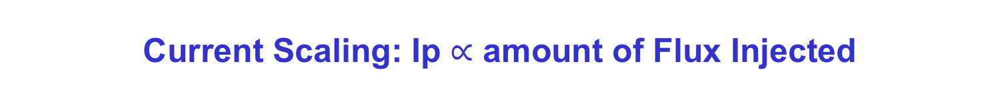 Current Scaling: Ip ∝ amount of Flux Injected